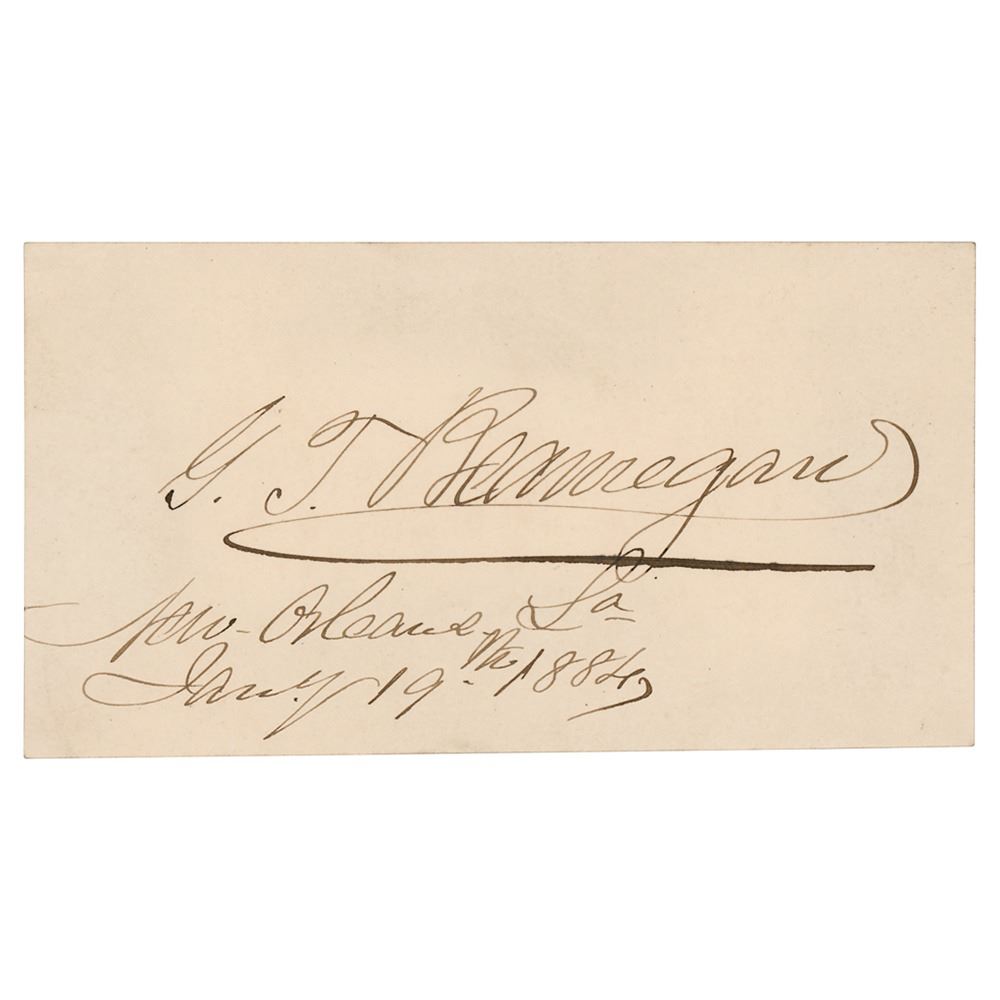 G. T. Beauregard
New-Orleans, La
Jany. 19th 1884,